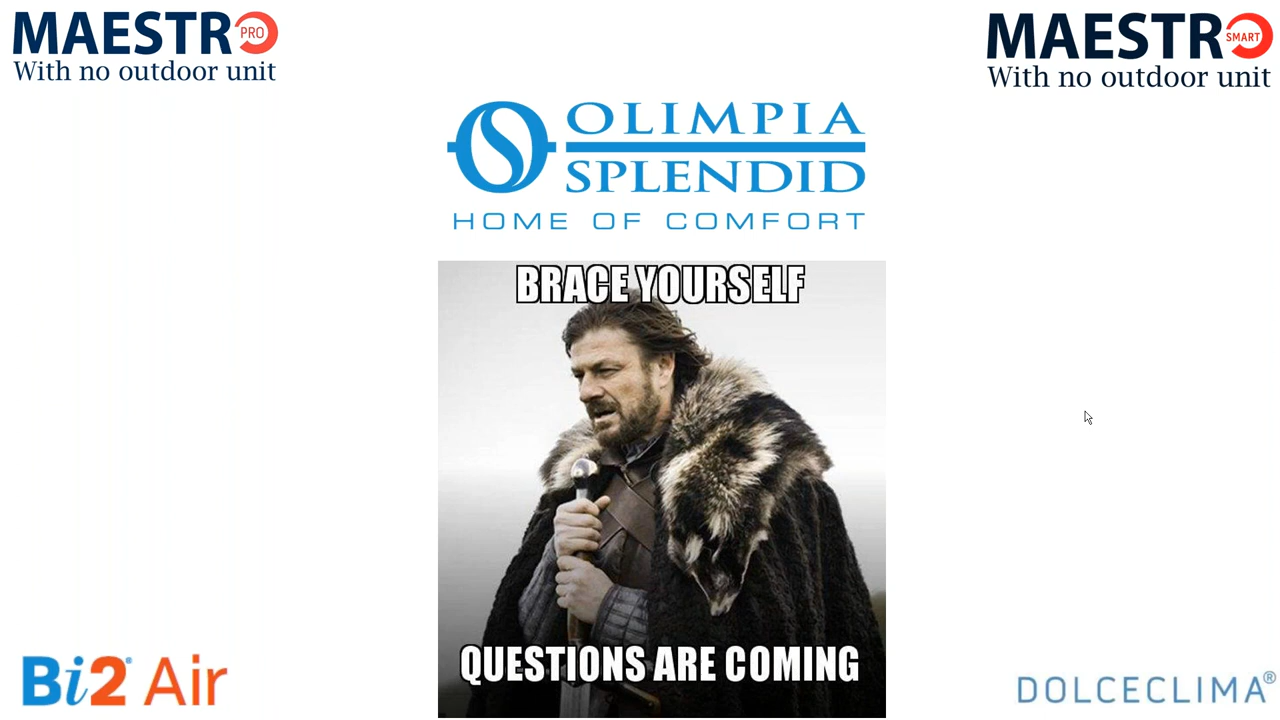 MAESTRO PRO
With no outdoor unit
MAESTRO SMART
With no outdoor unit
OLIMPIA
SPLENDID
HOME OF COMFORT
BRACE YOURSELF
QUESTIONS ARE COMING
Bi2 Air
DOLCECLIMA®